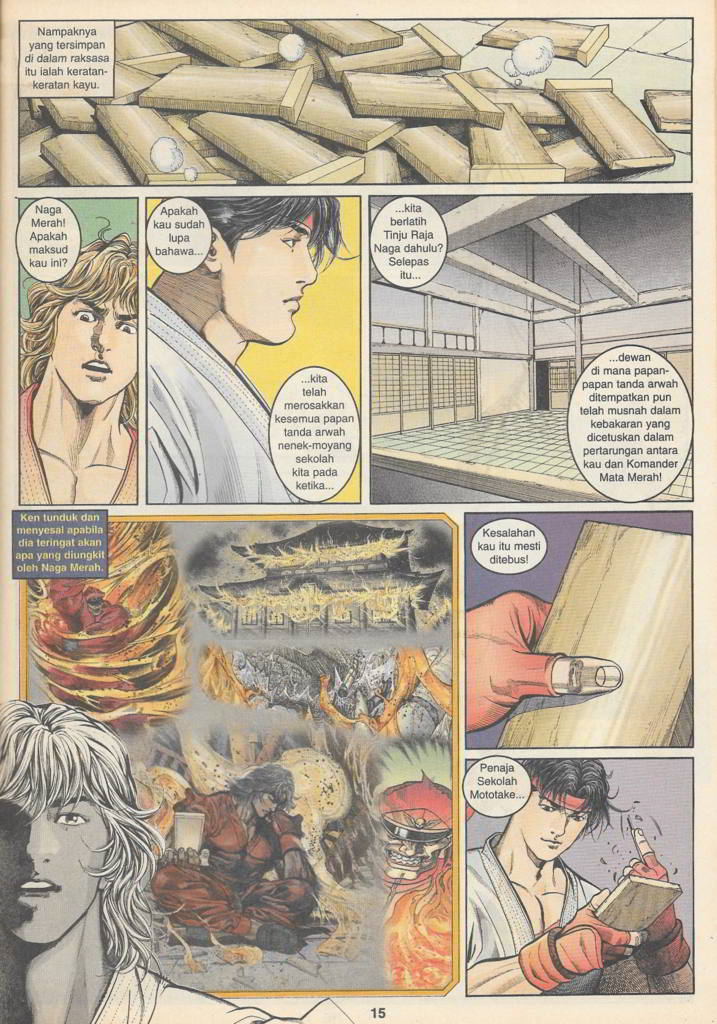 Nampaknya
yang tersimpan
di dalam raksasa
itu ialah keratan-
keratan kayu.
Naga
Merah!
Apakah
maksud
kau ini?
Apakah
kau sudah
lupa
bahawa...
...kita
telah
merosakkan
kesemua papan
tanda arwah
nenek-moyang
sekolah
kita pada
ketika...
...kita
berlatih
Tinju Raja
Naga dahulu?
Selepas
itu...
...dewan
di mana papan-
papan tanda arwah
ditempatkan pun
telah musnah dalam
kebakaran yang
dicetuskan dalam
pertarungan antara
kau dan Komander
Mata Merah!
Ken tunduk dan
menyesal apabila
dia teringat akan
apa yang diungkit
oleh Naga Merah.
Kesalahan
kau itu mesti
ditebus!
Penaja
Sekolah
Mototake...
15